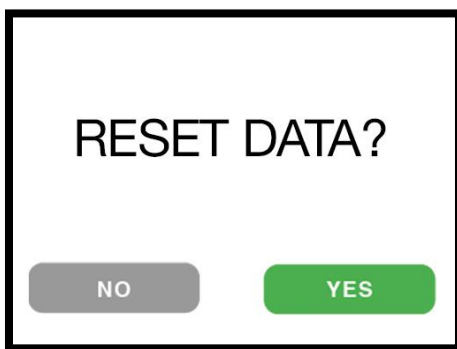 RESET DATA?
NO YES